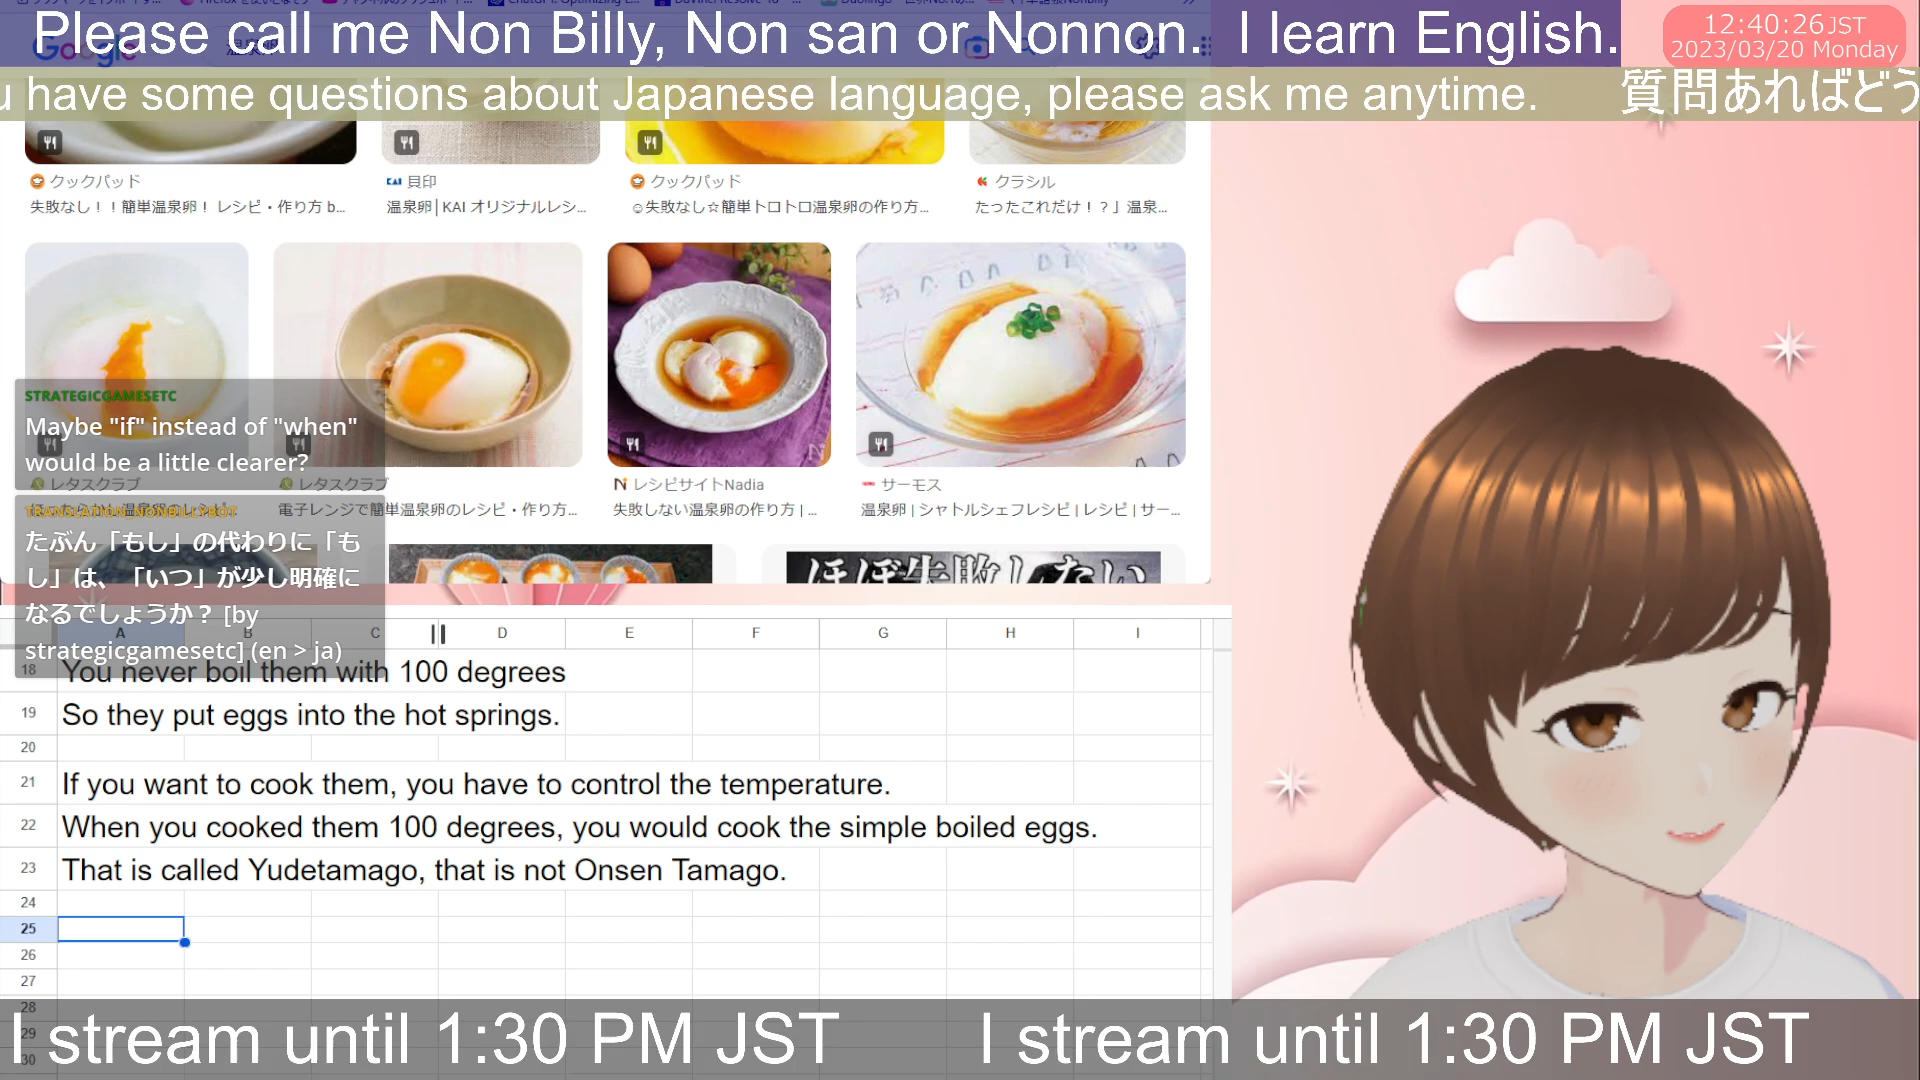 Please call me Non Billy, Non san or Nonnon. I learn English.
12:40:26JST
2023/03/20 Monday
have some questions about Japanese language, please ask me anytime. 質問あればどう
クックパッド
失敗なし！！簡単温泉卵！ レシピ・作り方 b...
KAI 貝印
温泉卵│KAI オリジナルレシ...
クックパッド
☺失敗なし☆簡単トロトロ温泉卵の作り方...
クラシル
たったこれだけ！？」温泉...
STRATEGICGAMESETC
Maybe "if" instead of "when"
would be a little clearer?
レタスクラブ
レタスクラブ
電子レンジで簡単温泉卵のレシピ・作り方...
レシピサイトNadia
失敗しない温泉卵の作り方 | ...
サーモス
温泉卵 | シャトルシェフレシピ | レシピ | サー...
TRANSLATION_NONBILLYBOT
たぶん「もし」の代わりに「も
し」は、「いつ」が少し明確に
なるでしょうか？ [by
strategicgamesetc] (en > ja)
ほぼ失敗しない
A B C D E F G H I
18 You never boil them with 100 degrees
19 So they put eggs into the hot springs.
20
21 If you want to cook them, you have to control the temperature.
22 When you cooked them 100 degrees, you would cook the simple boiled eggs.
23 That is called Yudetamago, that is not Onsen Tamago.
24
25
26
27
28
29
30
I stream until 1:30 PM JST I stream until 1:30 PM JST